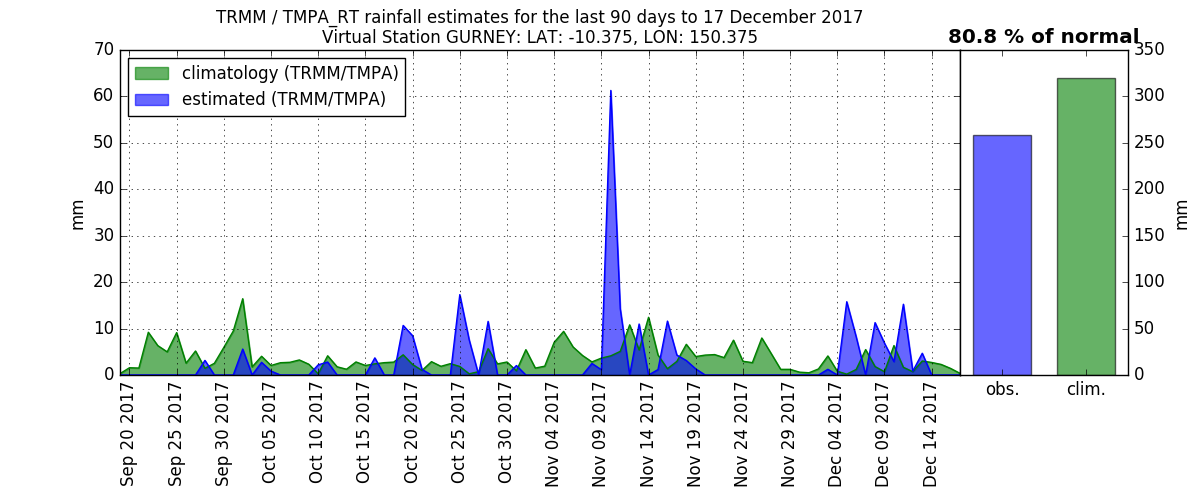 TRMM / TMPA_RT rainfall estimates for the last 90 days to 17 December 2017
Virtual Station GURNEY: LAT: -10.375, LON: 150.375
80.8 % of normal
climatology (TRMM/TMPA)
estimated (TRMM/TMPA)
70
60
50
40
30
20
10
0
mm
Sep 20 2017
Sep 25 2017
Sep 30 2017
Oct 05 2017
Oct 10 2017
Oct 15 2017
Oct 20 2017
Oct 25 2017
Oct 30 2017
Nov 04 2017
Nov 09 2017
Nov 14 2017
Nov 19 2017
Nov 24 2017
Nov 29 2017
Dec 04 2017
Dec 09 2017
Dec 14 2017
obs.
clim.
350
300
250
200
150
100
50
0
mm